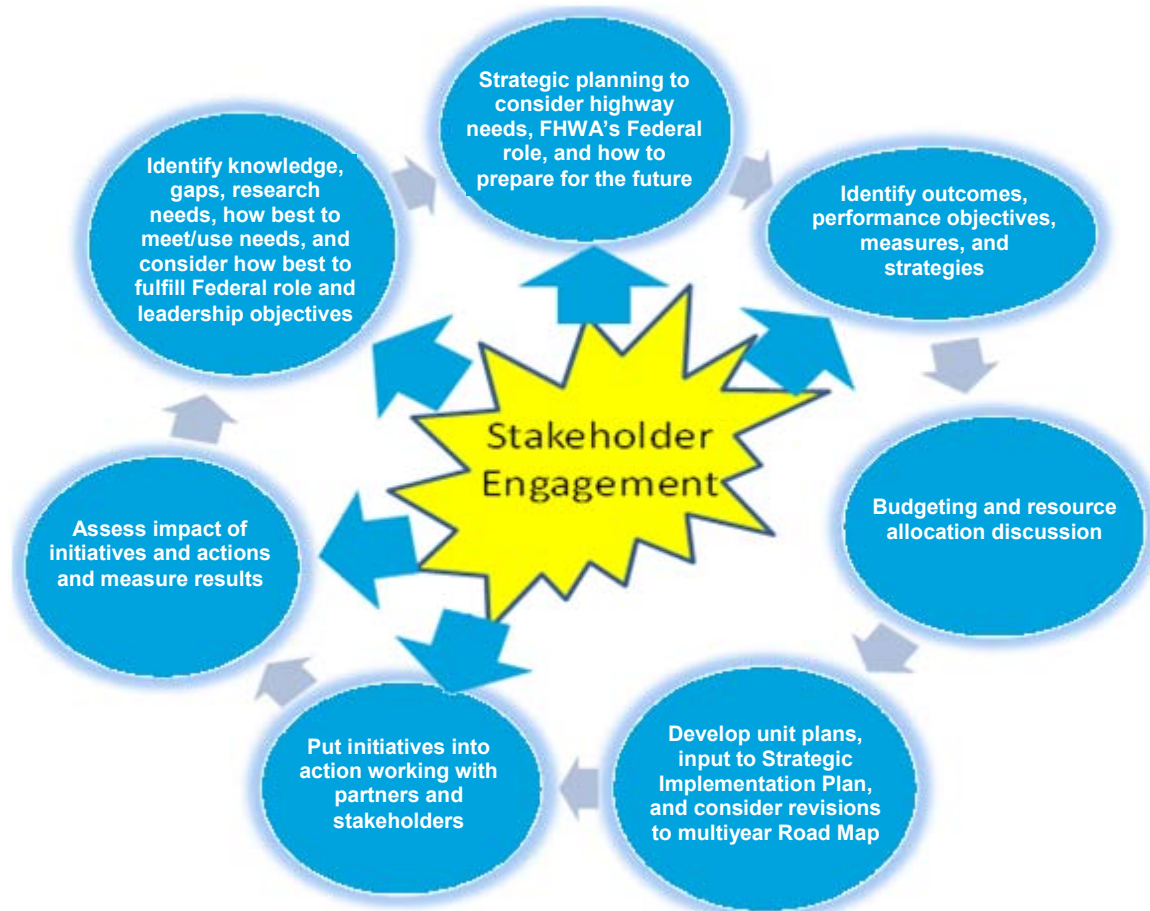 Strategic planning to
consider highway
needs, FHWA's Federal
role, and how to
prepare for the future
Identify outcomes,
performance objectives,
measures, and
strategies
Budgeting and resource
allocation discussion
Develop unit plans,
input to Strategic
Implementation Plan,
and consider revisions
to multiyear Road Map
Put initiatives into
action working with
partners and
stakeholders
Assess impact of
initiatives and actions
and measure results
Identify knowledge,
gaps, research
needs, how best to
meet/use needs, and
consider how best to
fulfill Federal role and
leadership objectives
Stakeholder
Engagement